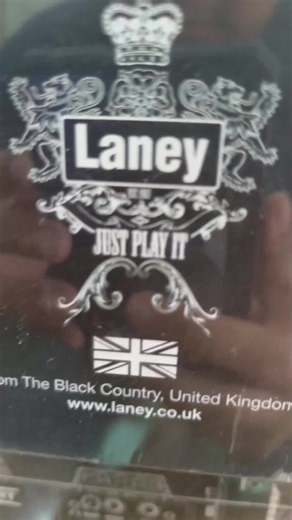 Laney
JUST PLAY IT
om The Black Country, United Kingdom
www.laney.co.uk